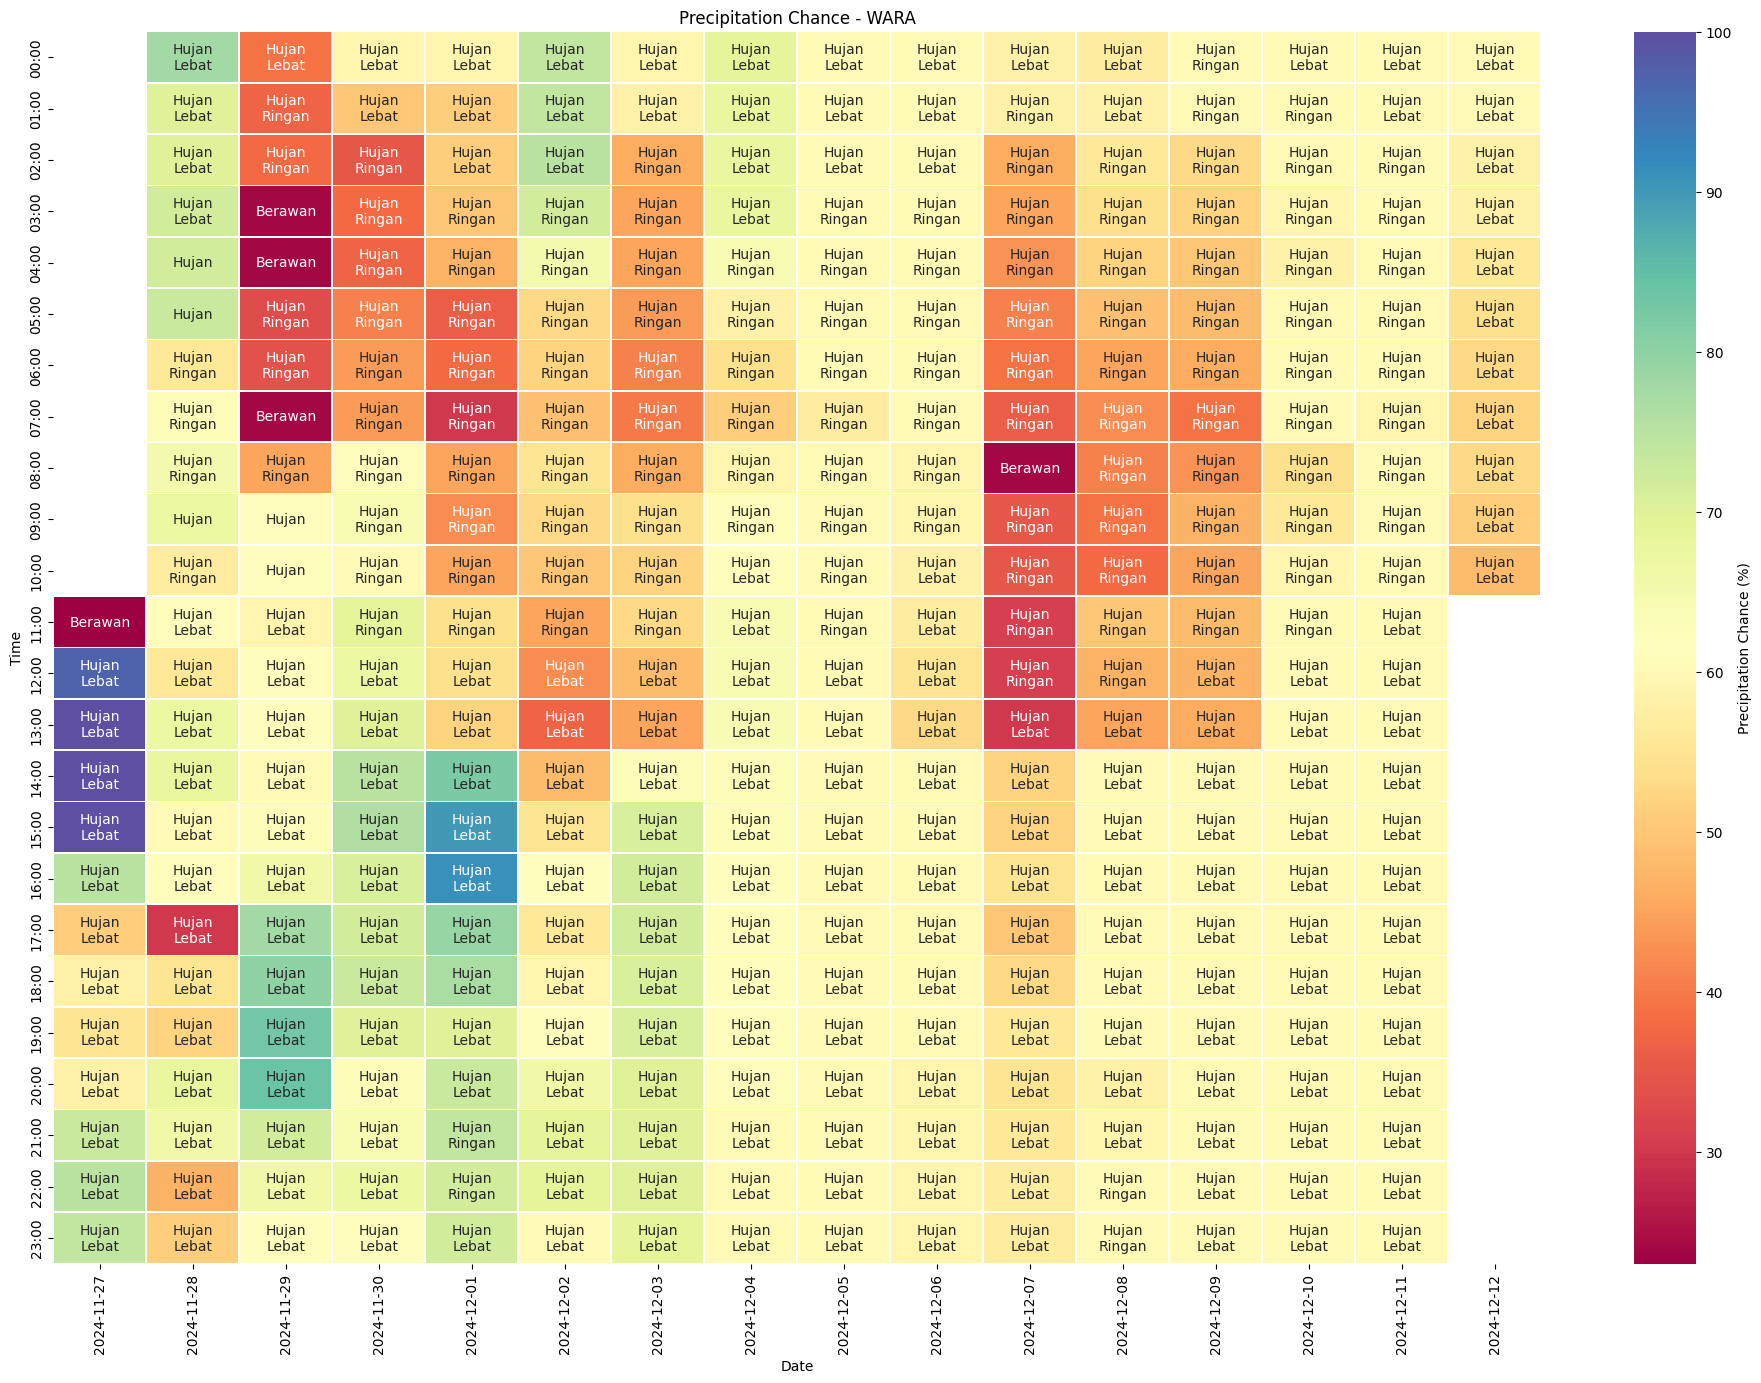 Precipitation Chance - WARA
00:00
Hujan Hujan Hujan Hujan Hujan Hujan Hujan Hujan Hujan Hujan Hujan Hujan Hujan Hujan Hujan
Lebat Lebat Lebat Lebat Lebat Lebat Lebat Lebat Lebat Lebat Lebat Ringan Lebat Lebat Lebat
01:00
Hujan Hujan Hujan Hujan Hujan Hujan Hujan Hujan Hujan Hujan Hujan Hujan Hujan Hujan Hujan
Lebat Ringan Lebat Lebat Lebat Lebat Lebat Lebat Lebat Ringan Lebat Ringan Ringan Lebat Lebat
02:00
Hujan Hujan Hujan Hujan Hujan Hujan Hujan Hujan Hujan Hujan Hujan Hujan Hujan Hujan Hujan
Lebat Ringan Ringan Lebat Lebat Ringan Lebat Lebat Lebat Ringan Ringan Ringan Ringan Ringan Lebat
03:00
Hujan Berawan Hujan Hujan Hujan Hujan Hujan Hujan Hujan Hujan Hujan Hujan Hujan Hujan Hujan
Lebat Ringan Ringan Ringan Ringan Lebat Ringan Ringan Ringan Ringan Ringan Ringan Ringan Lebat
04:00
Hujan Berawan Hujan Hujan Hujan Hujan Hujan Hujan Hujan Hujan Hujan Hujan Hujan Hujan Hujan
Ringan Ringan Ringan Ringan Ringan Ringan Ringan Ringan Ringan Ringan Ringan Ringan Lebat
05:00
Hujan Hujan Hujan Hujan Hujan Hujan Hujan Hujan Hujan Hujan Hujan Hujan Hujan Hujan Hujan
Ringan Ringan Ringan Ringan Ringan Ringan Ringan Ringan Ringan Ringan Ringan Ringan Ringan Lebat
06:00
Hujan Hujan Hujan Hujan Hujan Hujan Hujan Hujan Hujan Hujan Hujan Hujan Hujan Hujan Hujan
Ringan Ringan Ringan Ringan Ringan Ringan Ringan Ringan Ringan Ringan Ringan Ringan Ringan Ringan Lebat
07:00
Hujan Berawan Hujan Hujan Hujan Hujan Hujan Hujan Hujan Hujan Hujan Hujan Hujan Hujan Hujan
Ringan Ringan Ringan Ringan Ringan Ringan Ringan Ringan Ringan Ringan Ringan Ringan Ringan Lebat
08:00
Hujan Hujan Hujan Hujan Hujan Hujan Hujan Hujan Hujan Berawan Hujan Hujan Hujan Hujan Hujan
Ringan Ringan Ringan Ringan Ringan Ringan Ringan Ringan Ringan Ringan Ringan Ringan Ringan Lebat
09:00
Hujan Hujan Hujan Hujan Hujan Hujan Hujan Hujan Hujan Hujan Hujan Hujan Hujan Hujan Hujan
Ringan Ringan Ringan Ringan Ringan Ringan Ringan Ringan Ringan Ringan Ringan Ringan Lebat
10:00
Hujan Hujan Hujan Hujan Hujan Hujan Hujan Hujan Hujan Hujan Hujan Hujan Hujan Hujan Hujan
Ringan Ringan Ringan Ringan Ringan Lebat Ringan Lebat Ringan Ringan Ringan Ringan Ringan Lebat
11:00
Berawan Hujan Hujan Hujan Hujan Hujan Hujan Hujan Hujan Hujan Hujan Hujan Hujan Hujan Hujan
Lebat Lebat Ringan Ringan Ringan Ringan Lebat Ringan Lebat Ringan Ringan Ringan Ringan Lebat
12:00
Hujan Hujan Hujan Hujan Hujan Hujan Hujan Hujan Hujan Hujan Hujan Hujan Hujan Hujan Hujan
Lebat Lebat Lebat Lebat Lebat Lebat Lebat Lebat Lebat Lebat Ringan Ringan Lebat Lebat Lebat
13:00
Hujan Hujan Hujan Hujan Hujan Hujan Hujan Hujan Hujan Hujan Hujan Hujan Hujan Hujan Hujan
Lebat Lebat Lebat Lebat Lebat Lebat Lebat Lebat Lebat Lebat Lebat Lebat Lebat Lebat Lebat
14:00
Hujan Hujan Hujan Hujan Hujan Hujan Hujan Hujan Hujan Hujan Hujan Hujan Hujan Hujan Hujan
Lebat Lebat Lebat Lebat Lebat Lebat Lebat Lebat Lebat Lebat Lebat Lebat Lebat Lebat Lebat
15:00
Hujan Hujan Hujan Hujan Hujan Hujan Hujan Hujan Hujan Hujan Hujan Hujan Hujan Hujan Hujan
Lebat Lebat Lebat Lebat Lebat Lebat Lebat Lebat Lebat Lebat Lebat Lebat Lebat Lebat Lebat
16:00
Hujan Hujan Hujan Hujan Hujan Hujan Hujan Hujan Hujan Hujan Hujan Hujan Hujan Hujan Hujan
Lebat Lebat Lebat Lebat Lebat Lebat Lebat Lebat Lebat Lebat Lebat Lebat Lebat Lebat Lebat
17:00
Hujan Hujan Hujan Hujan Hujan Hujan Hujan Hujan Hujan Hujan Hujan Hujan Hujan Hujan Hujan
Lebat Lebat Lebat Lebat Lebat Lebat Lebat Lebat Lebat Lebat Lebat Lebat Lebat Lebat Lebat
18:00
Hujan Hujan Hujan Hujan Hujan Hujan Hujan Hujan Hujan Hujan Hujan Hujan Hujan Hujan Hujan
Lebat Lebat Lebat Lebat Lebat Lebat Lebat Lebat Lebat Lebat Lebat Lebat Lebat Lebat Lebat
19:00
Hujan Hujan Hujan Hujan Hujan Hujan Hujan Hujan Hujan Hujan Hujan Hujan Hujan Hujan Hujan
Lebat Lebat Lebat Lebat Lebat Lebat Lebat Lebat Lebat Lebat Lebat Lebat Lebat Lebat Lebat
20:00
Hujan Hujan Hujan Hujan Hujan Hujan Hujan Hujan Hujan Hujan Hujan Hujan Hujan Hujan Hujan
Lebat Lebat Lebat Lebat Lebat Lebat Lebat Lebat Lebat Lebat Lebat Lebat Lebat Lebat Lebat
21:00
Hujan Hujan Hujan Hujan Hujan Hujan Hujan Hujan Hujan Hujan Hujan Hujan Hujan Hujan Hujan
Lebat Lebat Lebat Lebat Ringan Lebat Lebat Lebat Lebat Lebat Lebat Lebat Lebat Lebat Lebat
22:00
Hujan Hujan Hujan Hujan Hujan Hujan Hujan Hujan Hujan Hujan Hujan Hujan Hujan Hujan Hujan
Lebat Lebat Lebat Lebat Ringan Lebat Lebat Lebat Lebat Lebat Lebat Ringan Lebat Lebat Lebat
23:00
Hujan Hujan Hujan Hujan Hujan Hujan Hujan Hujan Hujan Hujan Hujan Hujan Hujan Hujan Hujan
Lebat Lebat Lebat Lebat Lebat Lebat Lebat Lebat Lebat Lebat Lebat Ringan Lebat Lebat Lebat
Time
2024-11-27
2024-11-28
2024-11-29
2024-11-30
2024-12-01
2024-12-02
2024-12-03
2024-12-04
2024-12-05
2024-12-06
2024-12-07
2024-12-08
2024-12-09
2024-12-10
2024-12-11
2024-12-12
Date
100
90
80
70
60
50
40
30
Precipitation Chance (%)